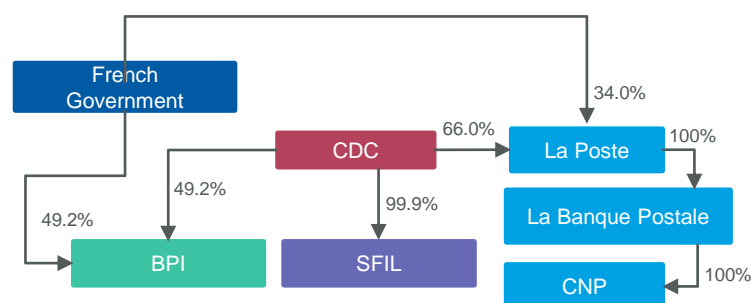 French
Government
34.0%
66.0%
100%
CDC
La Poste
49.2%
99.9%
La Banque Postale
49.2%
BPI
SFIL
100%
CNP